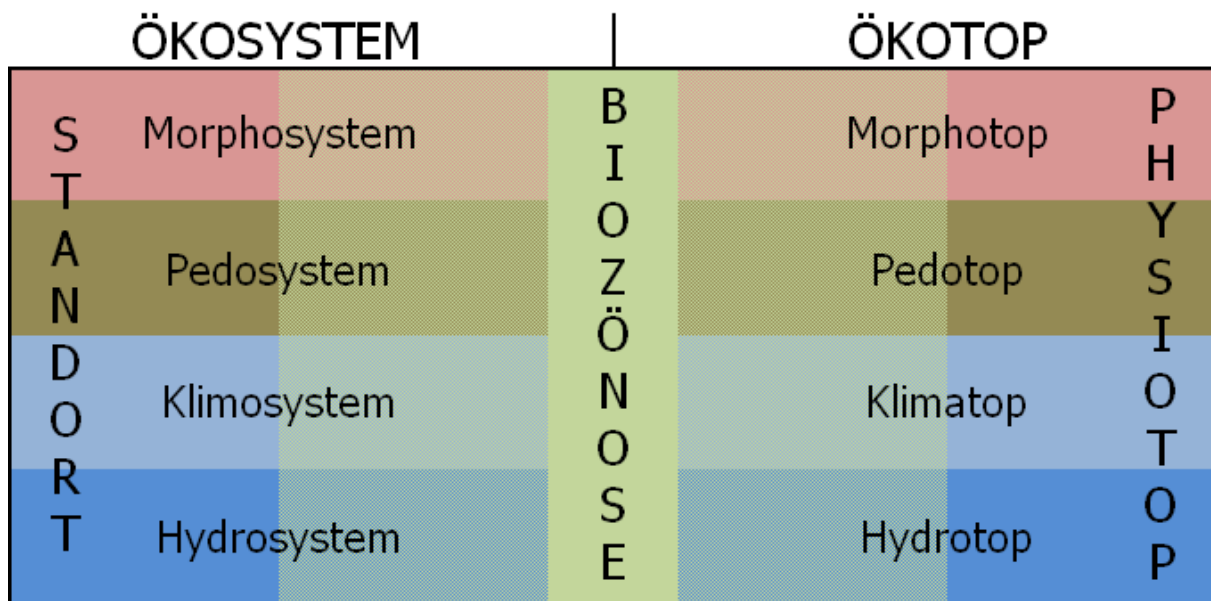 ÖKOSYSTEM | ÖKOTOP
STANDORT
Morphosystem
Pedosystem
Klimosystem
Hydrosystem
BIOZÖNOSE
Morphotop
Pedotop
Klimatop
Hydrotop
PHYSIOTOP